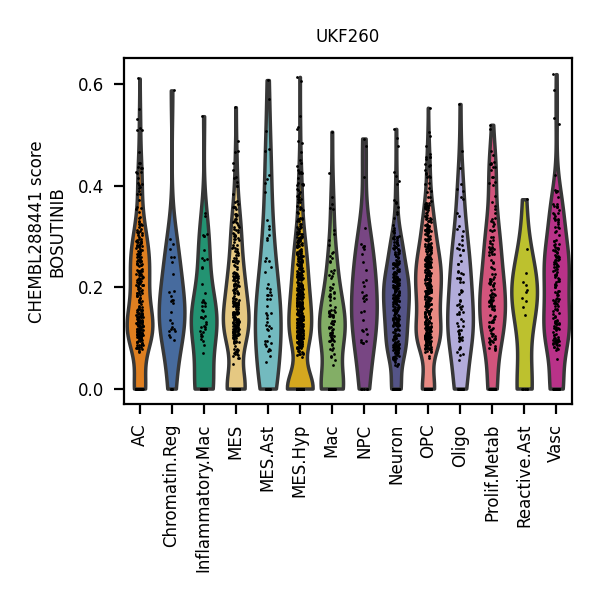 UKF260
CHEMBL288441 score
BOSUTINIB
0.6
0.4
0.2
0.0
AC
Chromatin.Reg
Inflammatory.Mac
MES
MES.Ast
MES.Hyp
Mac
NPC
Neuron
OPC
Oligo
Prolif.Metab
Reactive.Ast
Vasc